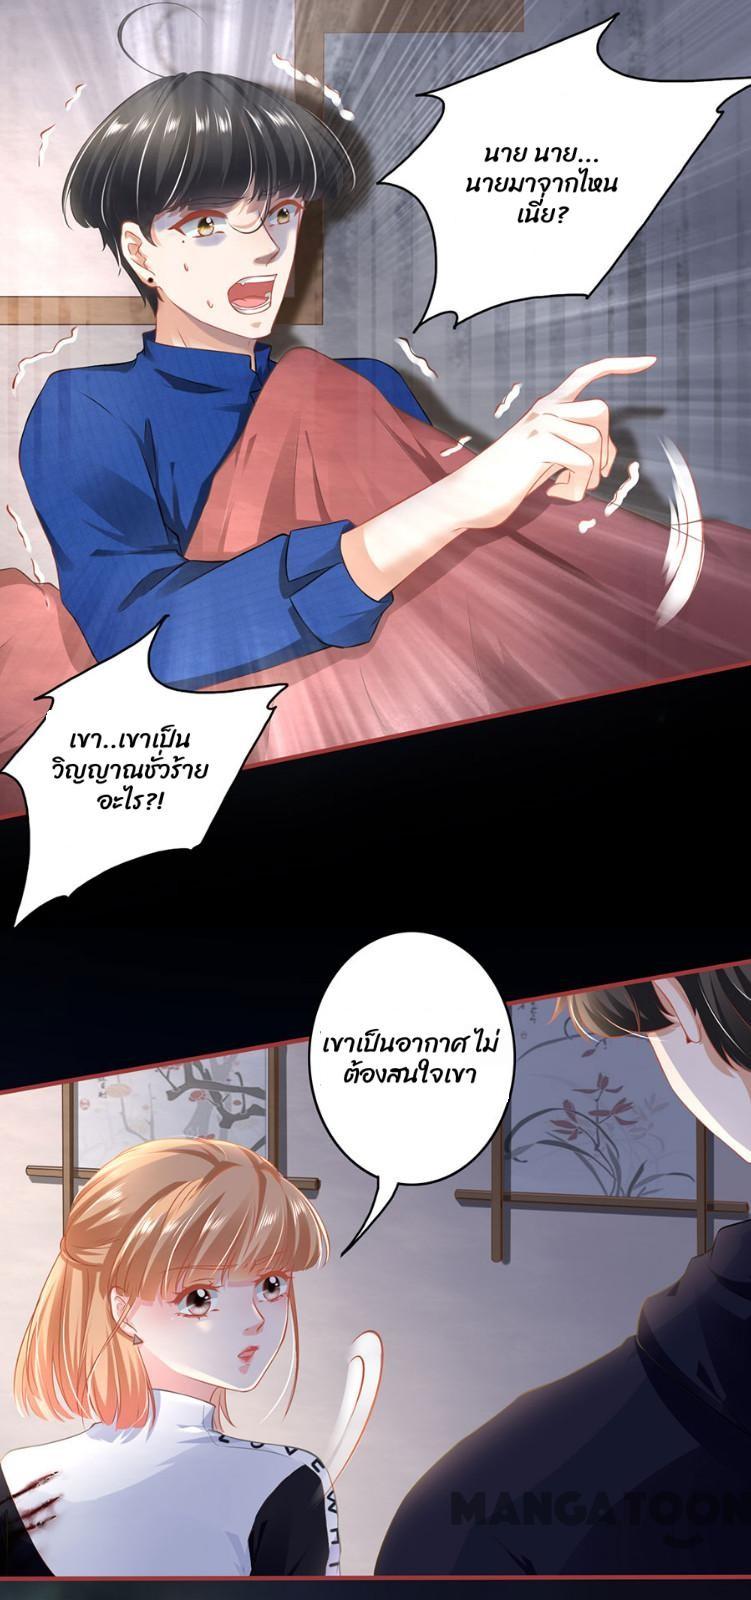 นาย นาย...
นายมาจากไหน
เนี่ย?
เขา..เขาเป็น
วิญญาณชั่วร้าย
อะไร?!
เขาเป็นอากาศ ไม่
ต้องสนใจเขา
MANGATOON